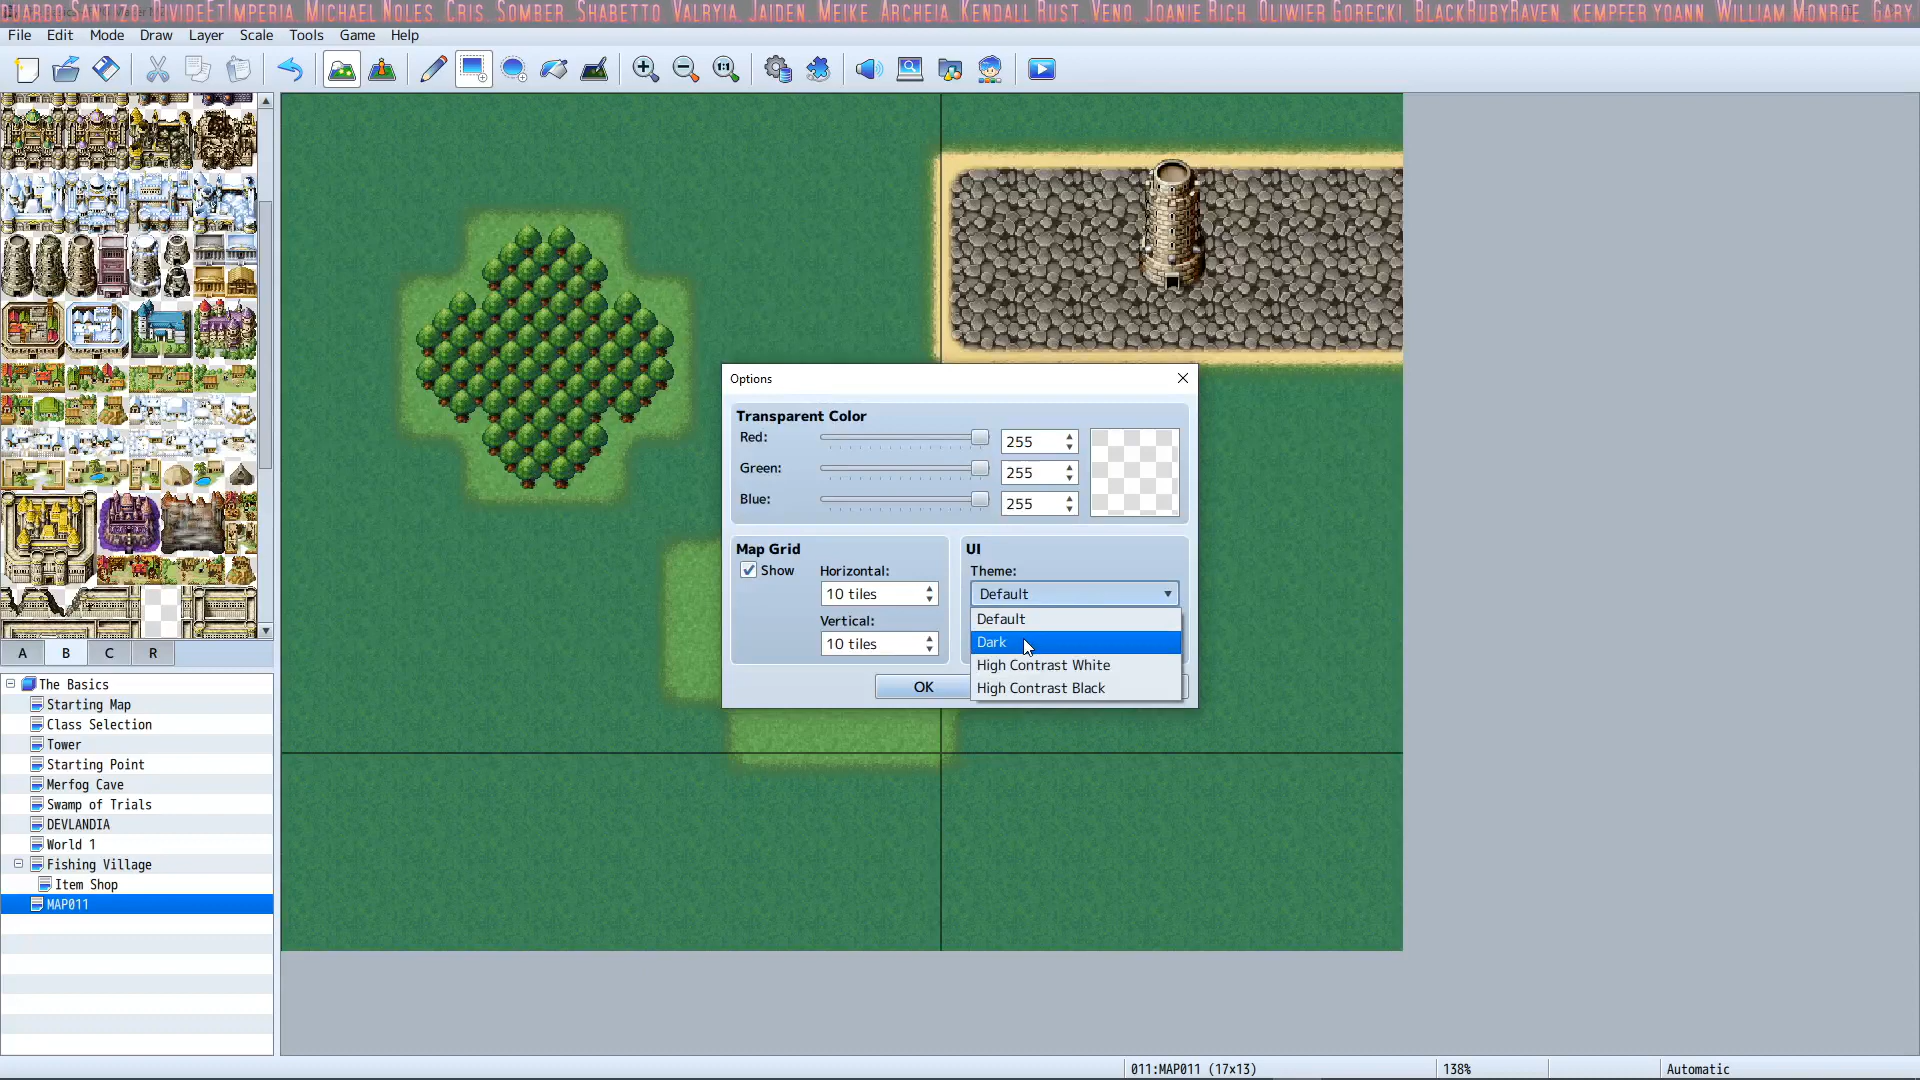 DivideEtImperia, Michael Noles Cris Somber Shabetto Valryia, Jaiden, Meike Archeia, Kendall Rust, Veno, Joanie Rich, Oliwier Gorecki, BlackRubyRaven, kempfer yoann, William Monroe, Gary
File Edit Mode Draw Layer Scale Tools Game Help
Options
Transparent Color
Red: 255
Green: 255
Blue: 255
Map Grid
Show
Horizontal:
10 tiles
Vertical:
10 tiles
UI
Theme:
Default
Default
Dark
High Contrast White
High Contrast Black
OK
A B C R
The Basics
Starting Map
Class Selection
Tower
Starting Point
Merfog Cave
Swamp of Trials
DEVLANDIA
World 1
Fishing Village
Item Shop
MAP011
011:MAP011 (17x13) 138% Automatic